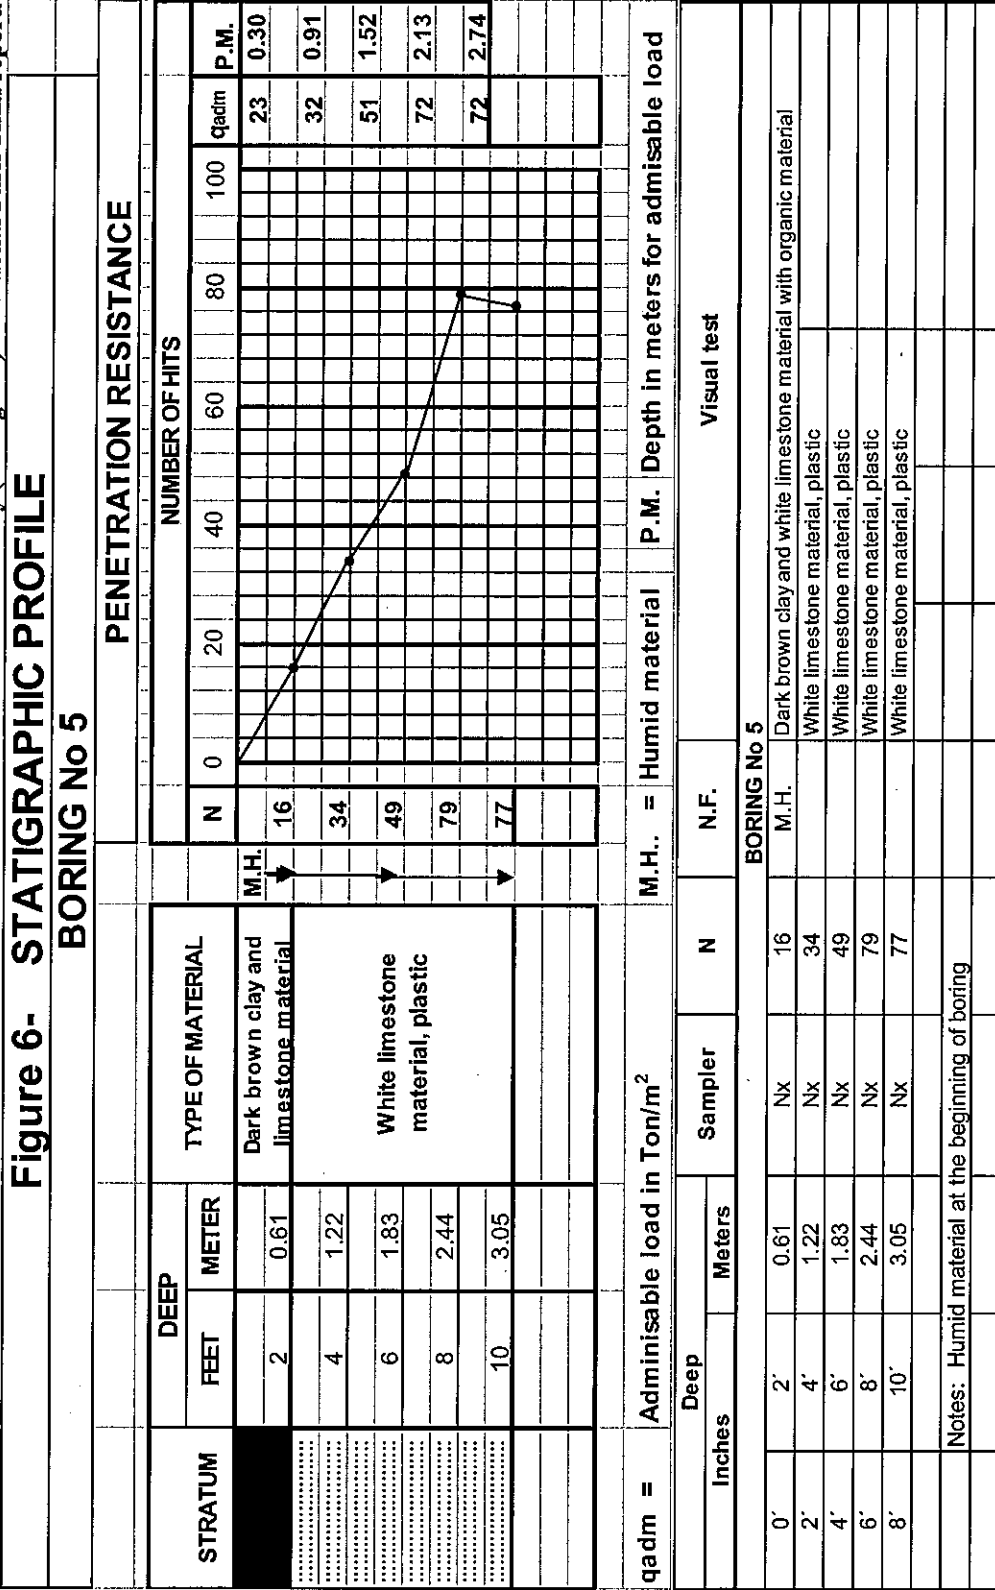 Figure 6- STATIGRAPHIC PROFILE
BORING No 5
PENETRATION RESISTANCE
DEEP
NUMBER OF HITS
STRATUM FEET METER TYPE OF MATERIAL N 0 20 40 60 80 100 qadm P.M.
Dark brown clay and M.H. 23 0.30
2 0.61 limestone material 16
32 0.91
4 1.22 34
51 1.52
6 1.83 White limestone 49
material, plastic 72 2.13
8 2.44 79
72 2.74
10 3.05 77
qadm = Adminisable load in Ton/m²
M.H.. = Humid material P.M. Depth in meters for admisable load
Deep Sampler N N.F. Visual test
Inches Meters
BORING No 5
0´ 2´ 0.61 Nx 16 M.H. Dark brown clay and white limestone material with organic material
2´ 4´ 1.22 Nx 34 White limestone material, plastic
4´ 6´ 1.83 Nx 49 White limestone material, plastic
6´ 8´ 2.44 Nx 79 White limestone material, plastic
8´ 10´ 3.05 Nx 77 White limestone material, plastic
Notes: Humid material at the beginning of boring